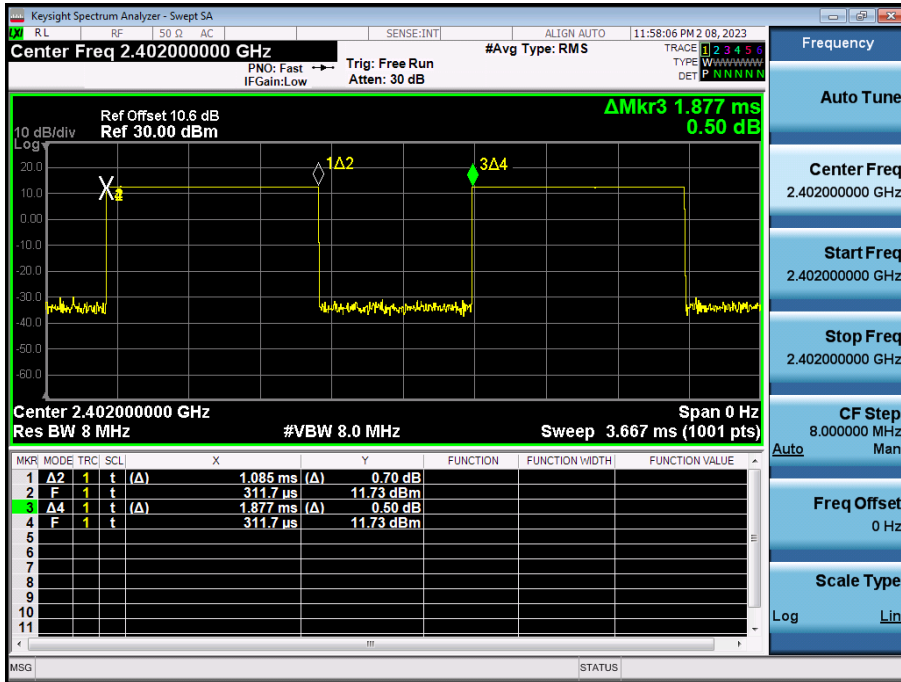 Keysight Spectrum Analyzer - Swept SA
LXI RL RF 50 Ω AC SENSE:INT ALIGN AUTO 11:58:06 PM 2 08, 2023
Center Freq 2.402000000 GHz #Avg Type: RMS TRACE 1 2 3 4 5 6
PNO: Fast Trig: Free Run TYPE W
IFGain:Low Atten: 30 dB DET P N N N N N
Frequency
Auto Tune
Center Freq
2.402000000 GHz
Start Freq
2.402000000 GHz
Stop Freq
2.402000000 GHz
CF Step
8.000000 MHz
Auto Man
Freq Offset
0 Hz
Scale Type
Log Lin
ΔMkr3 1.877 ms
0.50 dB
Ref Offset 10.6 dB
10 dB/div Ref 30.00 dBm
Log
20.0
10.0
0.00
-10.0
-20.0
-30.0
-40.0
-50.0
-60.0
1Δ2
3Δ4
Center 2.402000000 GHz Span 0 Hz
Res BW 8 MHz #VBW 8.0 MHz Sweep 3.667 ms (1001 pts)
MKR MODE TRC SCL X Y FUNCTION FUNCTION WIDTH FUNCTION VALUE
1 Δ2 1 t (Δ) 1.085 ms (Δ) 0.70 dB
2 F 1 t 311.7 µs 11.73 dBm
3 Δ4 1 t (Δ) 1.877 ms (Δ) 0.50 dB
4 F 1 t 311.7 µs 11.73 dBm
5
6
7
8
9
10
11
MSG STATUS